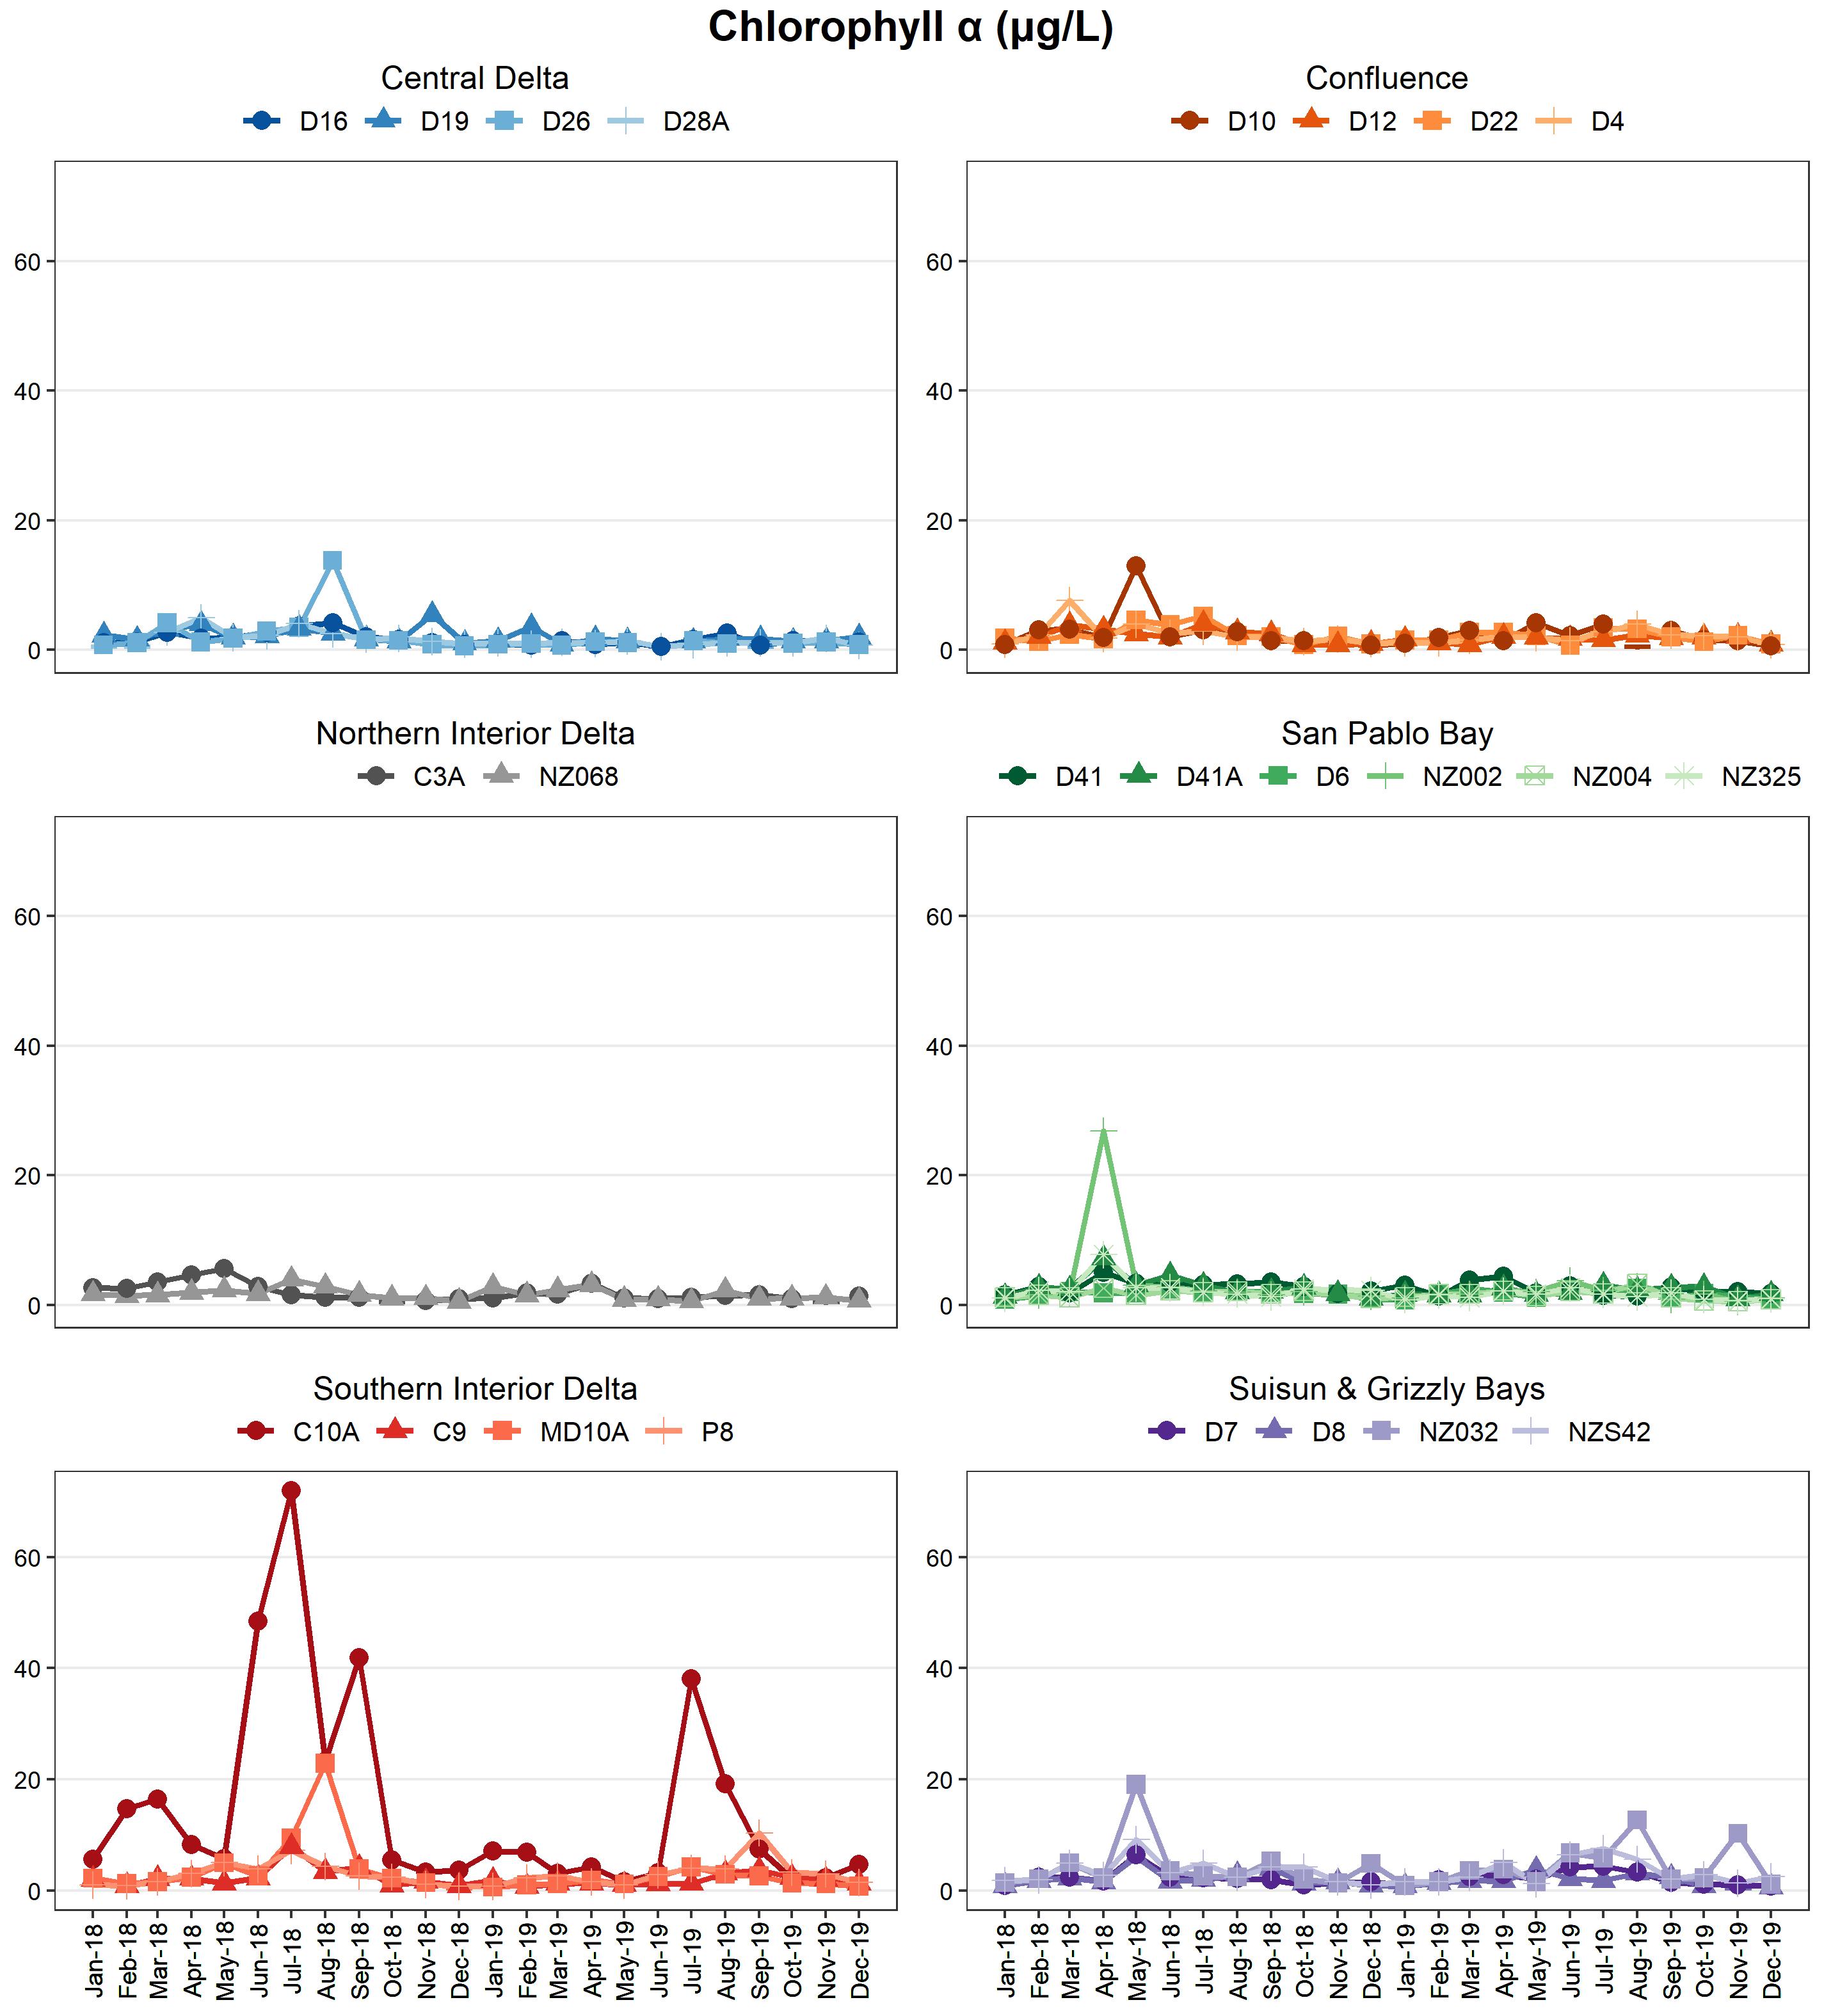 Chlorophyll α (µg/L)
Central Delta
D16 D19 D26 D28A
60
40
20
0
Confluence
D10 D12 D22 D4
60
40
20
0
Northern Interior Delta
C3A NZ068
60
40
20
0
San Pablo Bay
D41 D41A D6 NZ002 NZ004 NZ325
60
40
20
0
Southern Interior Delta
C10A C9 MD10A P8
60
40
20
0
Jan-18
Feb-18
Mar-18
Apr-18
May-18
Jun-18
Jul-18
Aug-18
Sep-18
Oct-18
Nov-18
Dec-18
Jan-19
Feb-19
Mar-19
Apr-19
May-19
Jun-19
Jul-19
Aug-19
Sep-19
Oct-19
Nov-19
Dec-19
Suisun & Grizzly Bays
D7 D8 NZ032 NZS42
60
40
20
0
Jan-18
Feb-18
Mar-18
Apr-18
May-18
Jun-18
Jul-18
Aug-18
Sep-18
Oct-18
Nov-18
Dec-18
Jan-19
Feb-19
Mar-19
Apr-19
May-19
Jun-19
Jul-19
Aug-19
Sep-19
Oct-19
Nov-19
Dec-19